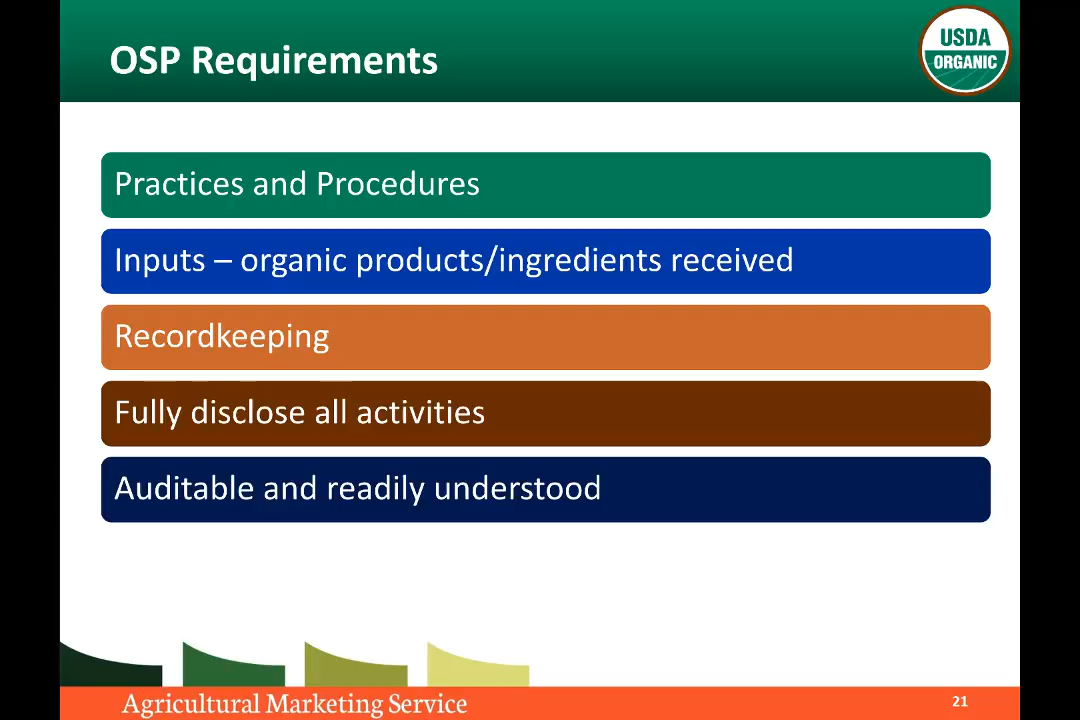 OSP Requirements
USDA
ORGANIC
Practices and Procedures
Inputs – organic products/ingredients received
Recordkeeping
Fully disclose all activities
Auditable and readily understood
Agricultural Marketing Service
21